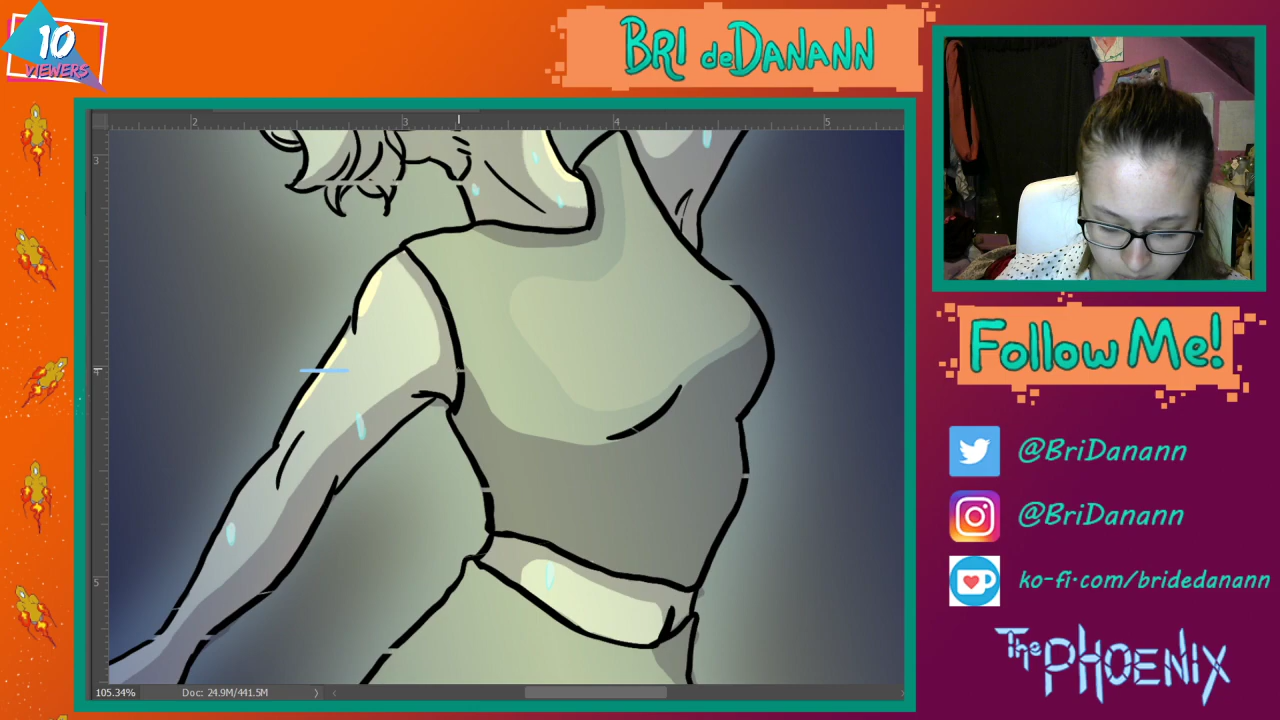 10
VIEWERS
BRI deDANANN
2
3
4
5
3
4
5
105.34%
Doc: 24.9M/441.5M
Follow Me!
@BriDanann
@BriDanann
ko-fi.com/bridedanann
The PHOENIX